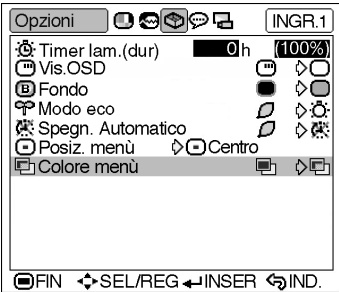 Opzioni INGR.1
Timer lam.(dur) 0 h (100%)
Vis.OSD
B Fondo
Modo eco
Spegn. Automatico
Posiz. menù Centro
Colore menù
FIN SEL/REG INSER IND.